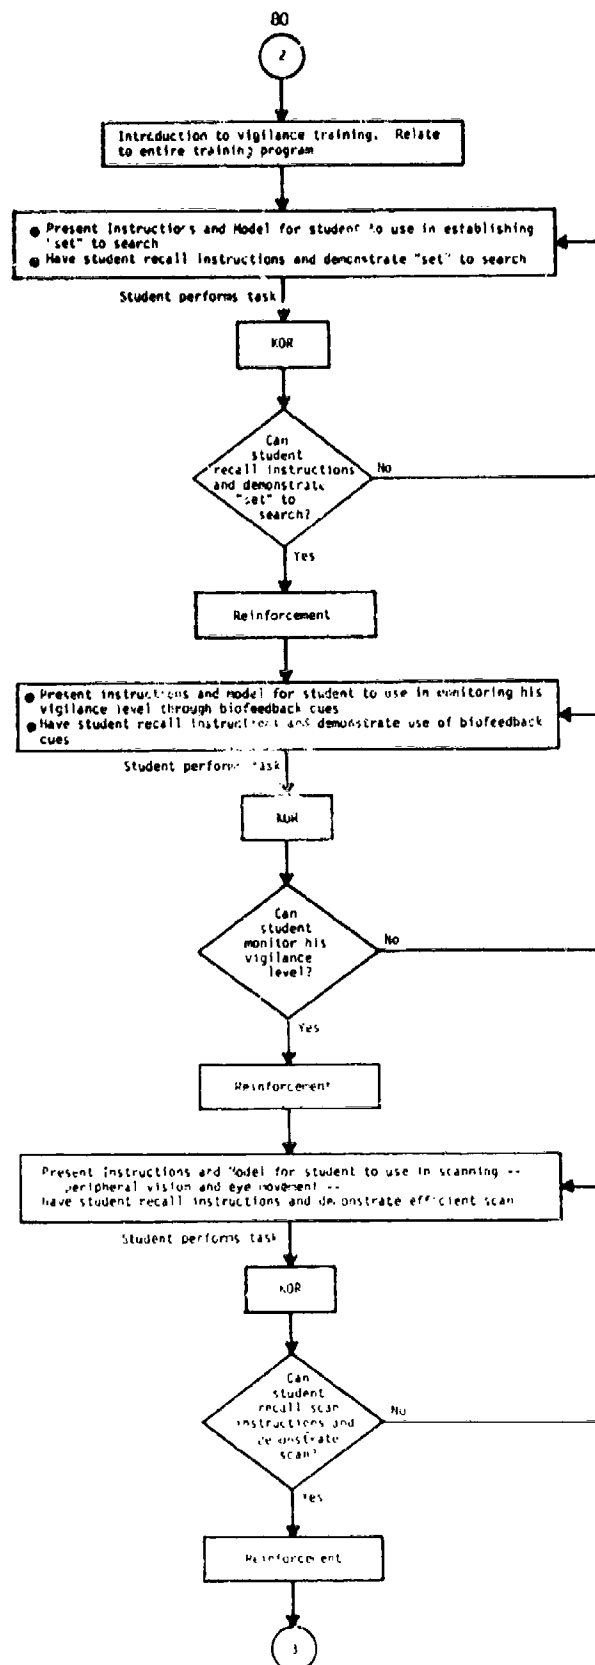 80
2
Introduction to vigilance training. Relate
to entire training program
● Present Instructions and Model for student to use in establishing
"set" to search
● Have student recall instructions and demonstrate "set" to search
Student performs task
KOR
Can
student
recall instructions
and demonstrate
"set" to
search?
No
Yes
Reinforcement
● Present instructions and model for student to use in monitoring his
vigilance level through biofeedback cues
● Have student recall instructions and demonstrate use of biofeedback
cues
Student performs task
KOR
Can
student
monitor his
vigilance
level?
No
Yes
Reinforcement
Present Instructions and Model for student to use in scanning --
peripheral vision and eye movement --
Have student recall instructions and demonstrate efficient scan
Student performs task
KOR
Can
student
recall scan
instructions and
demonstrate
scan?
No
Yes
Reinforcement
3